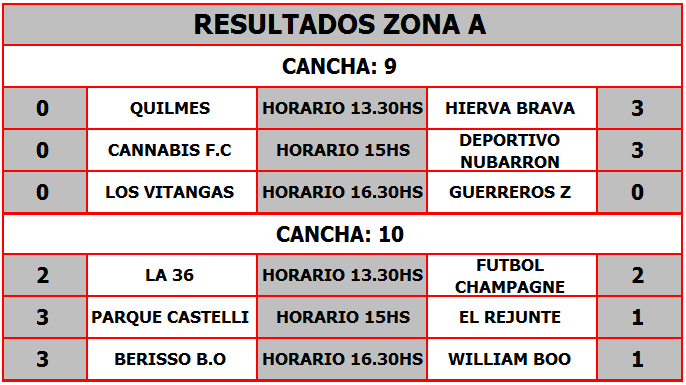 RESULTADOS ZONA A
CANCHA: 9
0 QUILMES HORARIO 13.30HS HIERVA BRAVA 3
0 CANNABIS F.C HORARIO 15HS DEPORTIVO NUBARRON 3
0 LOS VITANGAS HORARIO 16.30HS GUERREROS Z 0
CANCHA: 10
2 LA 36 HORARIO 13.30HS FUTBOL CHAMPAGNE 2
3 PARQUE CASTELLI HORARIO 15HS EL REJUNTE 1
3 BERISSO B.O HORARIO 16.30HS WILLIAM BOO 1